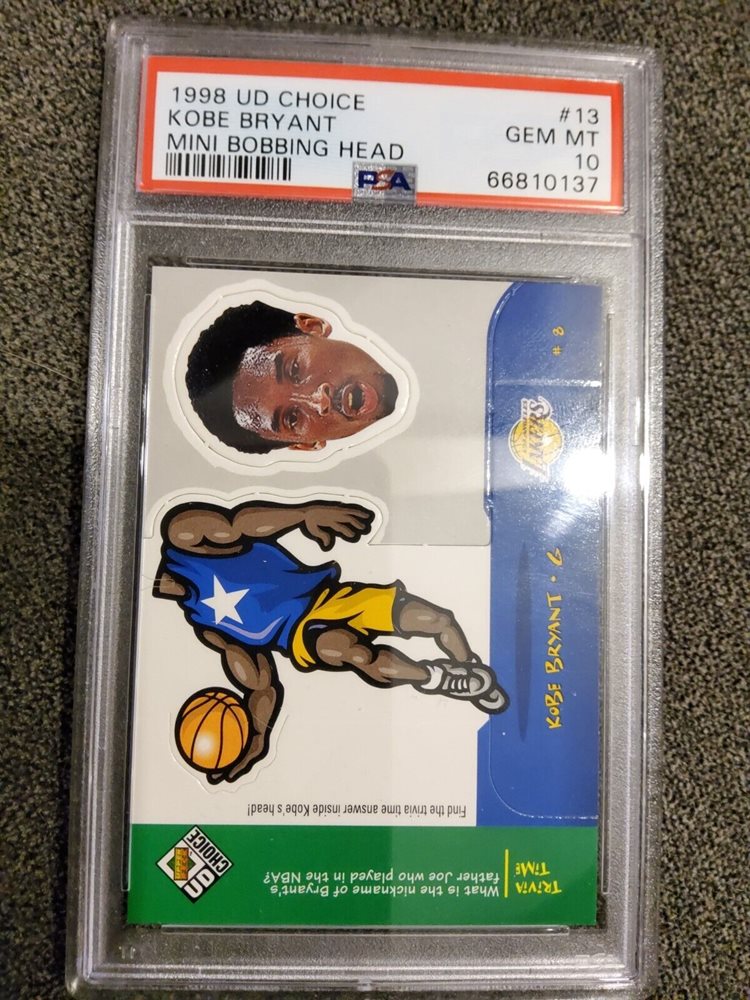 1998 UD CHOICE
KOBE BRYANT
MINI BOBBING HEAD
#13
GEM MT
10
66810137
PSA
# 8
LAKERS
KOBE BRYANT • G
Find the trivia time answer inside Kobe's head!
UD
CHOICE
TRIVIA
TIME
What is the nickname of Bryant's
father Joe who played in the NBA?